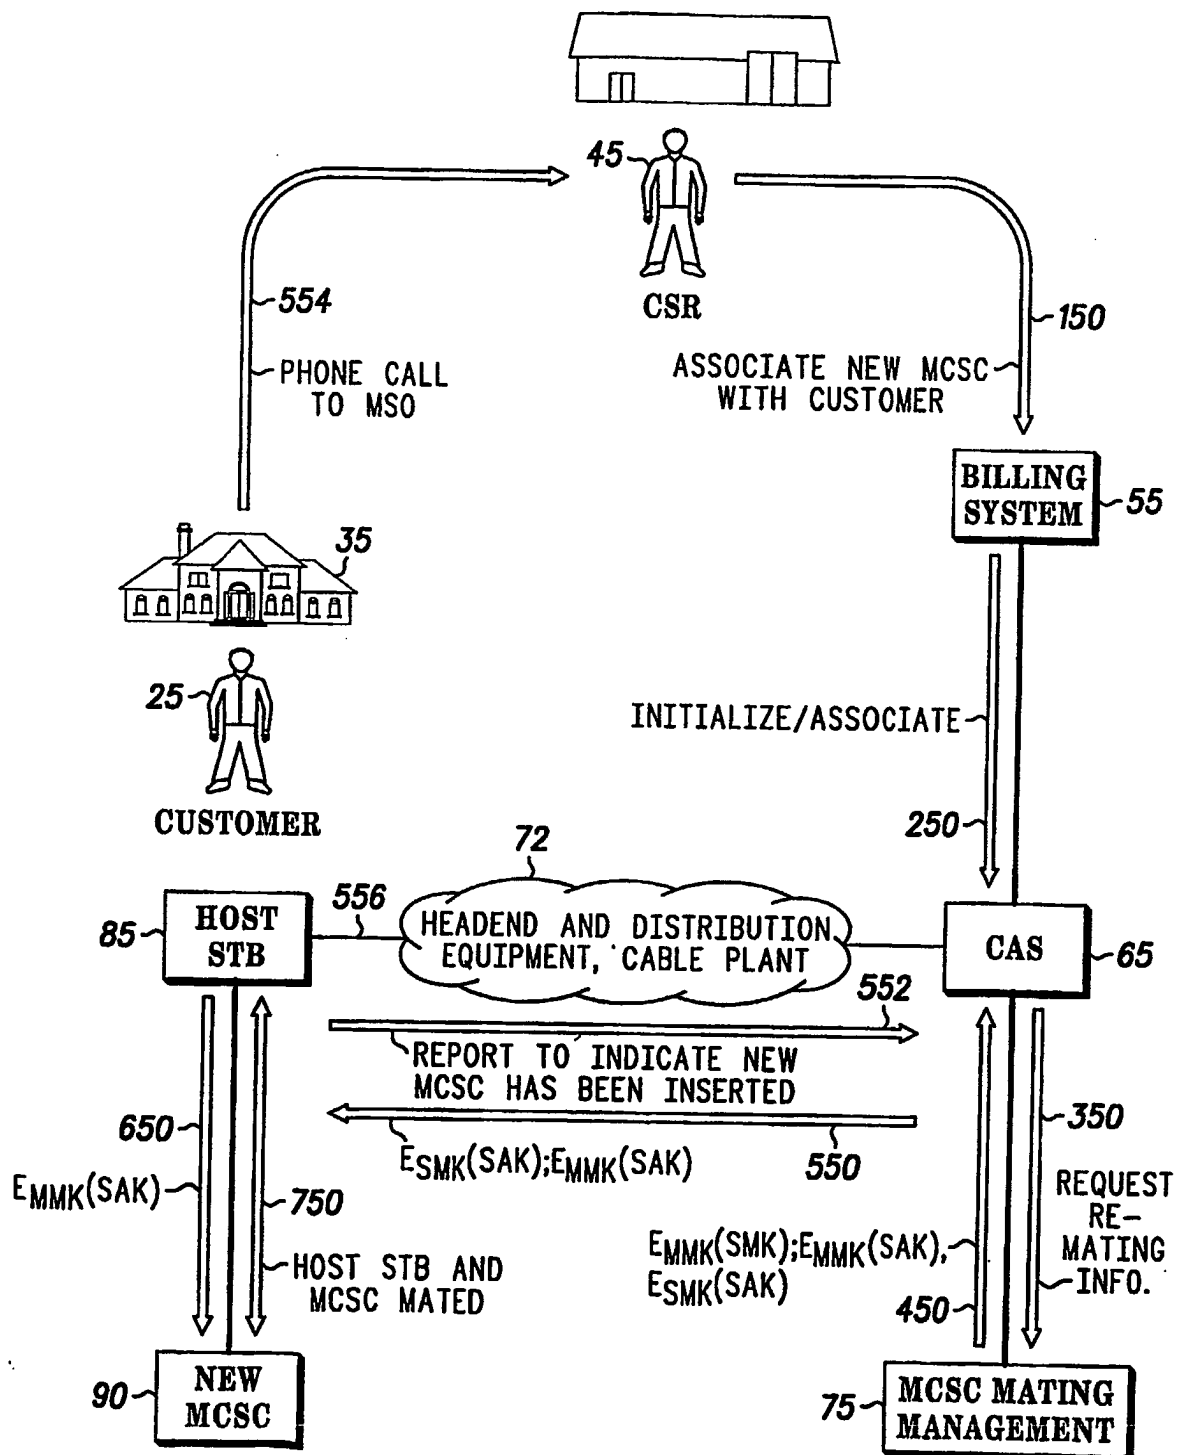 45
CSR
554
PHONE CALL
TO MSO
150
ASSOCIATE NEW MCSC
WITH CUSTOMER
BILLING
SYSTEM
55
35
25
CUSTOMER
INITIALIZE/ASSOCIATE
250
72
HOST
STB
85
556
HEADEND AND DISTRIBUTION
EQUIPMENT, CABLE PLANT
CAS
65
552
REPORT TO INDICATE NEW
MCSC HAS BEEN INSERTED
650
EMMK(SAK)
ESMK(SAK);EMMK(SAK)
550
350
750
HOST STB AND
MCSC MATED
EMMK(SMK);EMMK(SAK),
ESMK(SAK)
450
REQUEST
RE-
MATING
INFO.
90
NEW
MCSC
75
MCSC MATING
MANAGEMENT